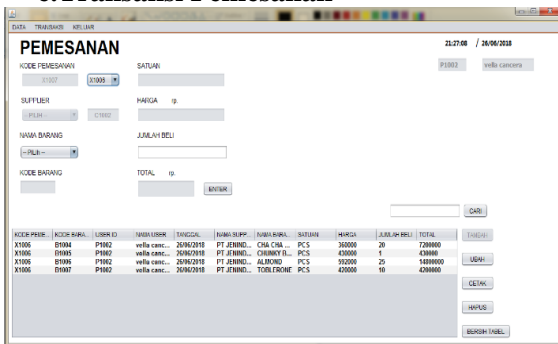 DATA TRANSAKSI KELUAR
PEMESANAN
21:27:08 / 26/06/2018
KODE PEMESANAN
SATUAN
X1007 X1006
P1002 vella cancera
SUPPLIER
HARGA rp.
--PILIH-- C1002
NAMA BARANG
JUMLAH BELI
--PILIH--
KODE BARANG
TOTAL rp.
ENTER
CARI
KODE PEME... KODE BARA... USER ID NAMA USER TANGGAL NAMA SUPP... NAMA BARA... SATUAN HARGA JUMLAH BELI TOTAL
X1006 B1004 P1002 vella canc... 26/06/2018 PT JENIND... CHA CHA ... PCS 360000 20 7200000
X1006 B1005 P1002 vella canc... 26/06/2018 PT JENIND... CHUNKY B... PCS 430000 1 430000
X1006 B1006 P1002 vella canc... 26/06/2018 PT JENIND... ALMOND PCS 592000 25 14800000
X1006 B1007 P1002 vella canc... 26/06/2018 PT JENIND... TOBLERONE PCS 420000 10 4200000
TAMBAH
UBAH
CETAK
HAPUS
BERSIH TABEL